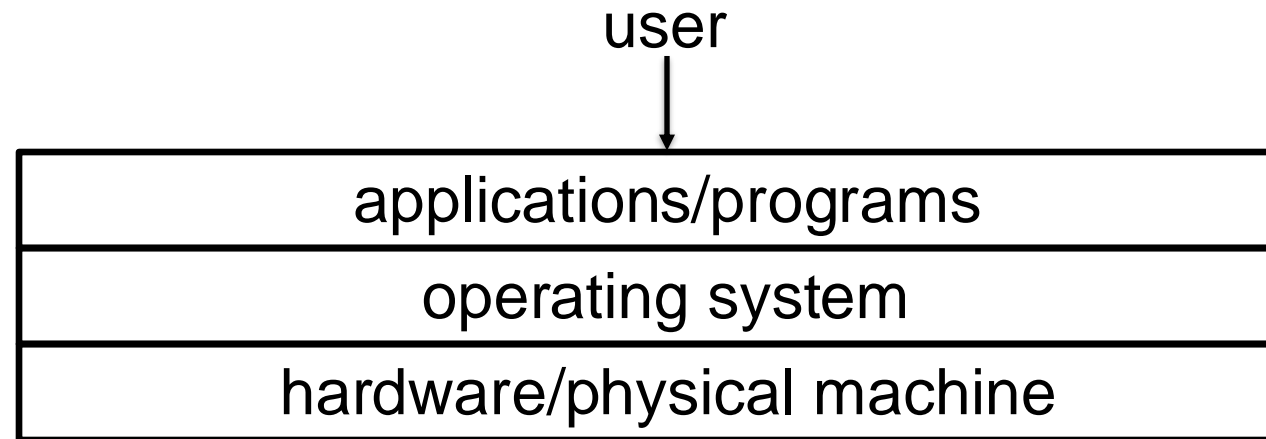 user
applications/programs
operating system
hardware/physical machine